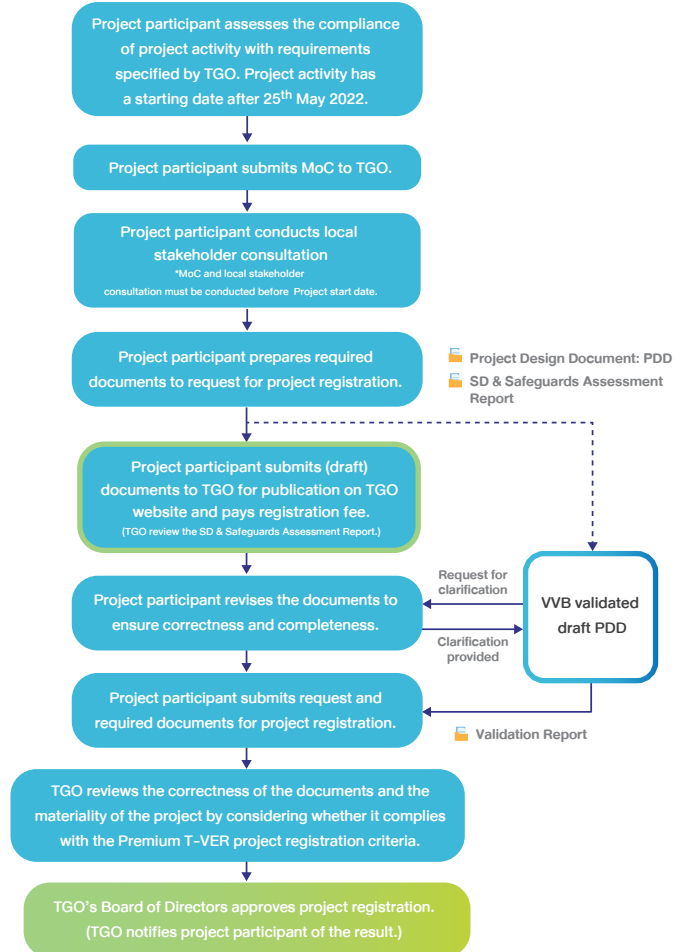 Project participant assesses the compliance
of project activity with requirements
specified by TGO. Project activity has
a starting date after 25th May 2022.
Project participant submits MoC to TGO.
Project participant conducts local
stakeholder consultation
*MoC and local stakeholder
consultation must be conducted before Project start date.
Project participant prepares required
documents to request for project registration.
Project Design Document: PDD
SD & Safeguards Assessment
Report
Project participant submits (draft)
documents to TGO for publication on TGO
website and pays registration fee.
(TGO review the SD & Safeguards Assessment Report.)
Project participant revises the documents to
ensure correctness and completeness.
Request for
clarification
Clarification
provided
VVB validated
draft PDD
Project participant submits request and
required documents for project registration.
Validation Report
TGO reviews the correctness of the documents and the
materiality of the project by considering whether it complies
with the Premium T-VER project registration criteria.
TGO's Board of Directors approves project registration.
(TGO notifies project participant of the result.)